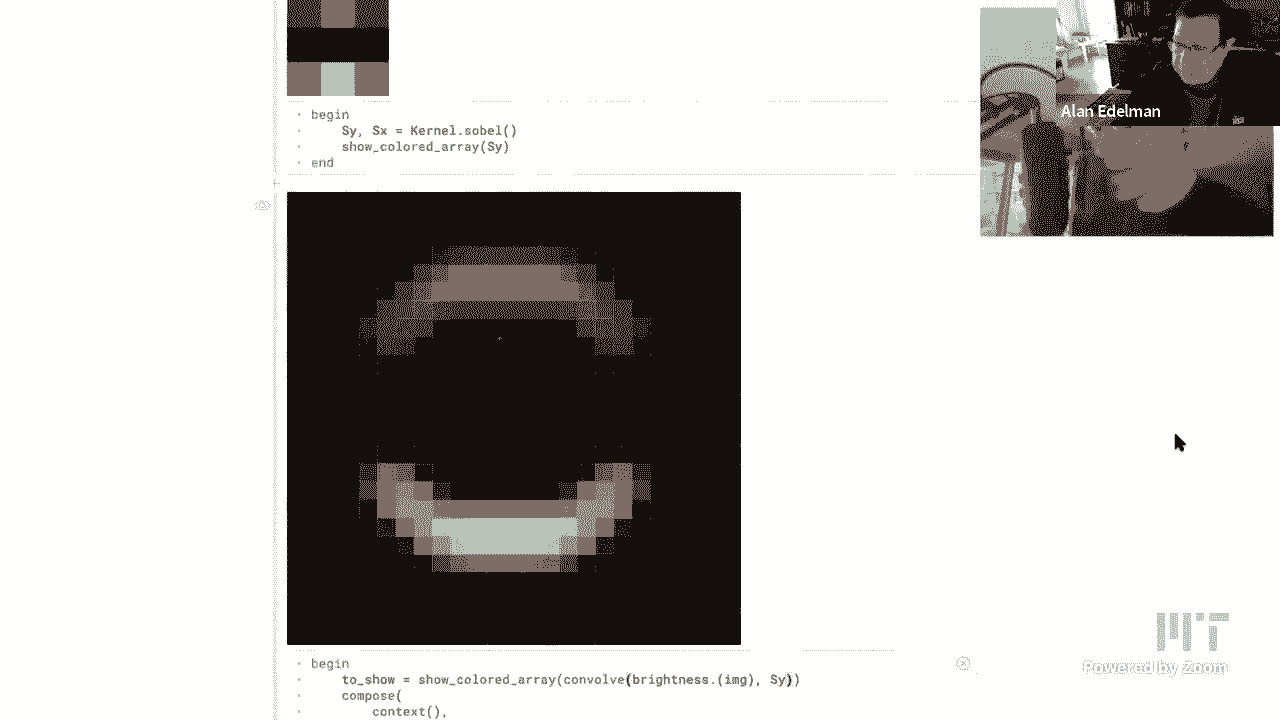 Alan Edelman
begin
Sy, Sx = Kernel.sobel()
show_colored_array(Sy)
end
begin
to_show = show_colored_array(convolve(brightness.(img), Sy))
compose(
context(),
MIT
Powered by Zoom